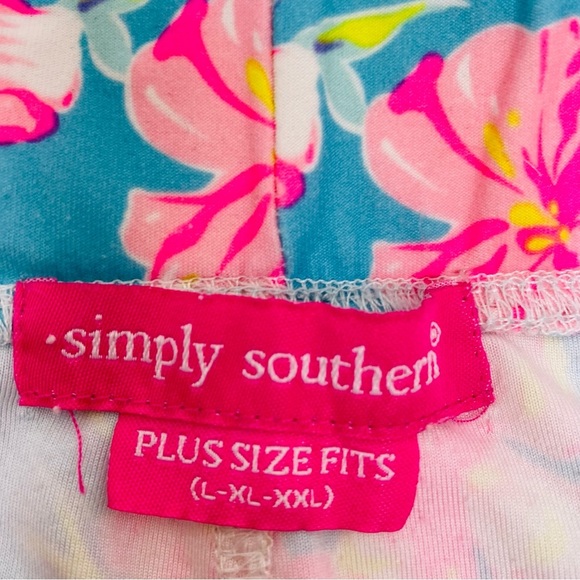 simply southern®
PLUS SIZE FITS
(L-XL-XXL)